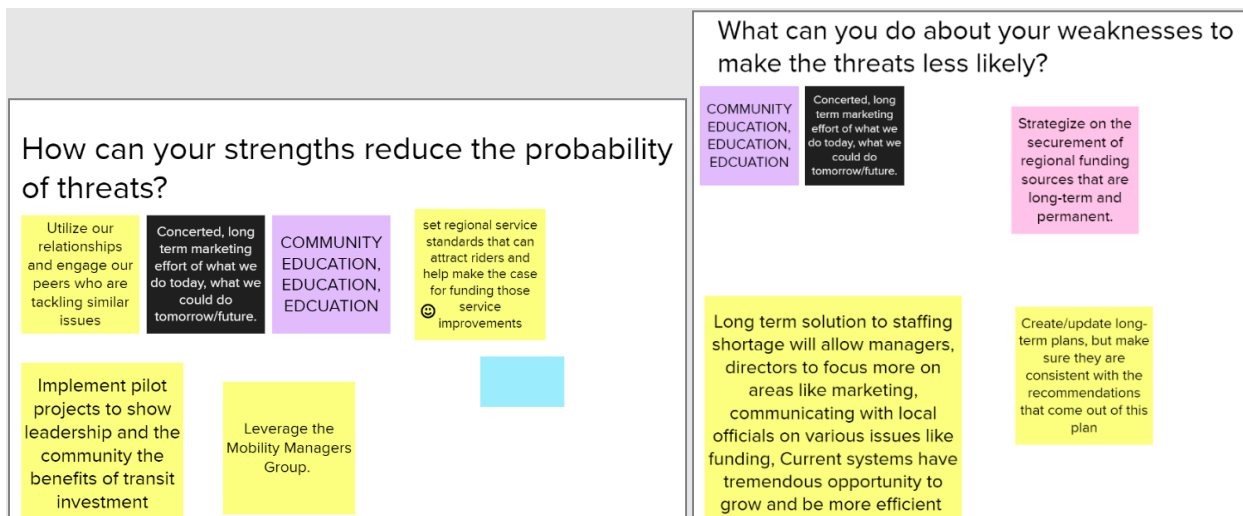 How can your strengths reduce the probability
of threats?
Utilize our
relationships
and engage our
peers who are
tackling similar
issues
Concerted, long
term marketing
effort of what we
do today, what we
could do
tomorrow/future.
COMMUNITY
EDUCATION,
EDUCATION,
EDCUATION
set regional service
standards that can
attract riders and
help make the case
for funding those
service
improvements
Implement pilot
projects to show
leadership and the
community the
benefits of transit
investment
Leverage the
Mobility Managers
Group.
What can you do about your weaknesses to
make the threats less likely?
COMMUNITY
EDUCATION,
EDUCATION,
EDCUATION
Concerted, long
term marketing
effort of what we
do today, what we
could do
tomorrow/future.
Strategize on the
securement of
regional funding
sources that are
long-term and
permanent.
Long term solution to staffing
shortage will allow managers,
directors to focus more on
areas like marketing,
communicating with local
officials on various issues like
funding, Current systems have
tremendous opportunity to
grow and be more efficient
Create/update long-
term plans, but make
sure they are
consistent with the
recommendations
that come out of this
plan